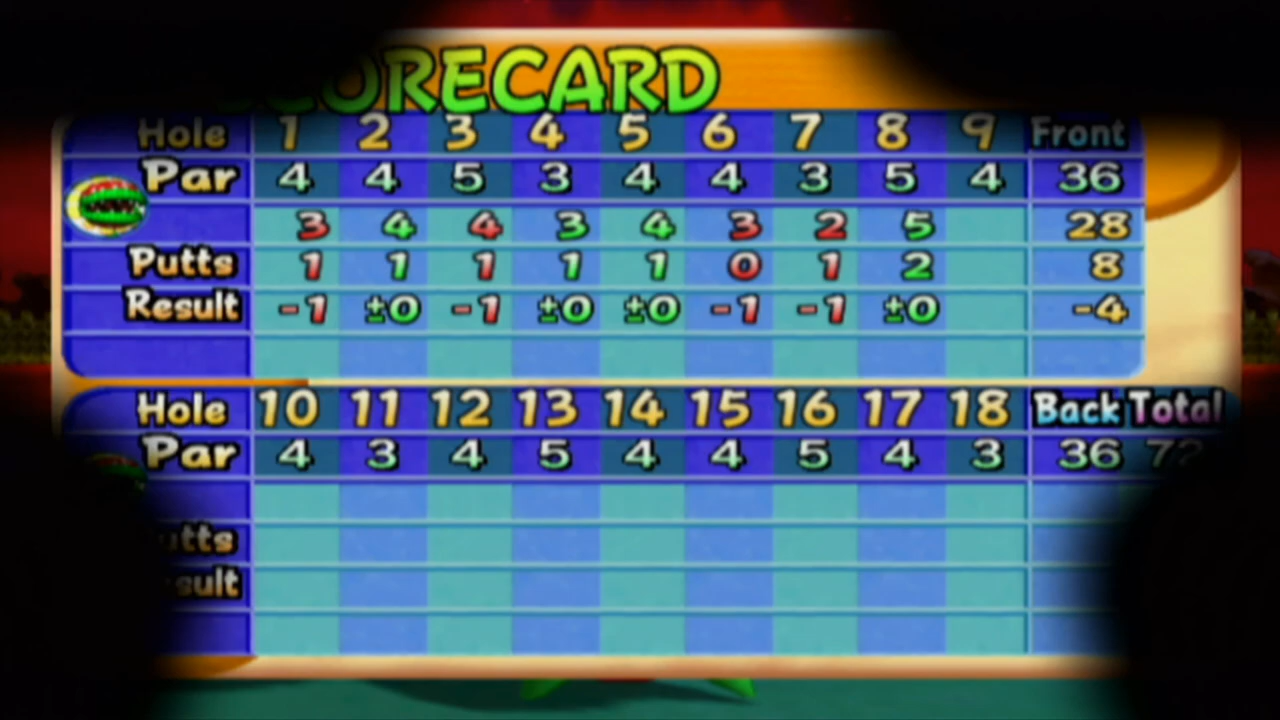 SCORECARD
Hole 1 2 3 4 5 6 7 8 9 Front
Par 4 4 5 3 4 4 3 5 4 36
3 4 4 3 4 3 2 5 28
Putts 1 1 1 1 1 0 1 2 8
Result -1 ±0 -1 ±0 ±0 -1 -1 ±0 -4
Hole 10 11 12 13 14 15 16 17 18 Back Total
Par 4 3 4 5 4 4 5 4 3 36 72
utts
sult